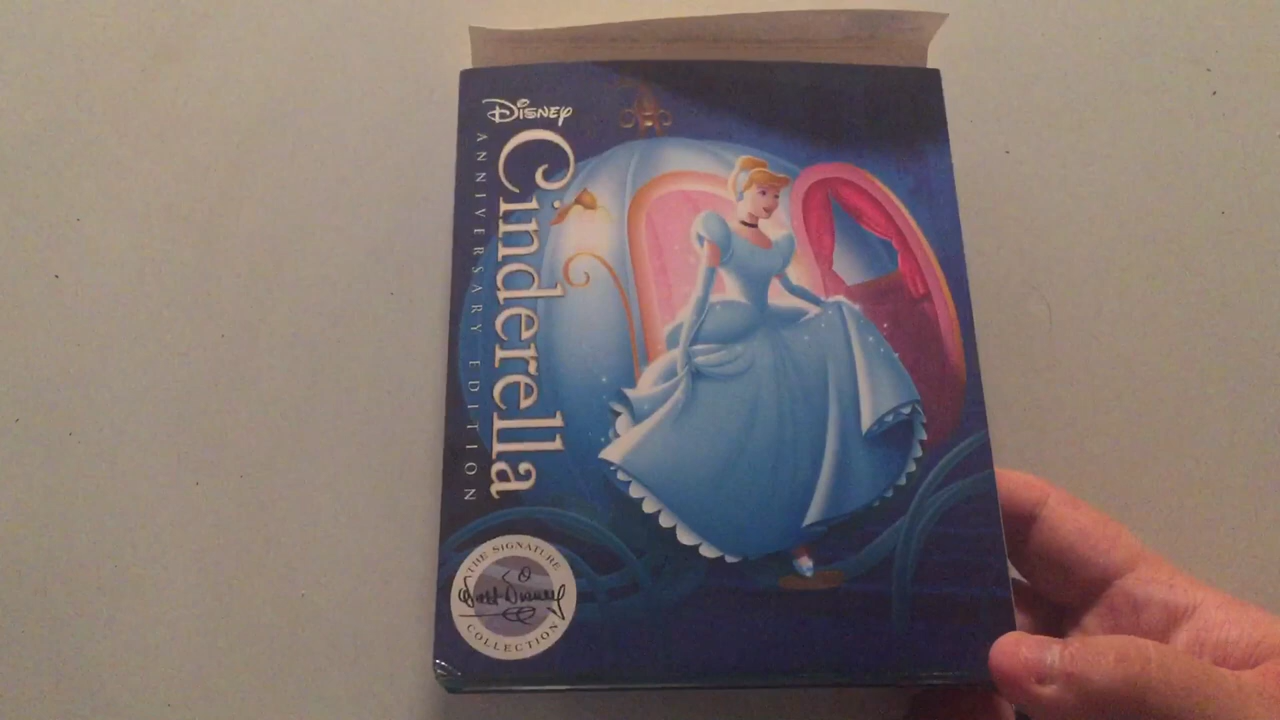 Disney
Cinderella
ANNIVERSARY EDITION
THE SIGNATURE
Walt Disney
COLLECTION